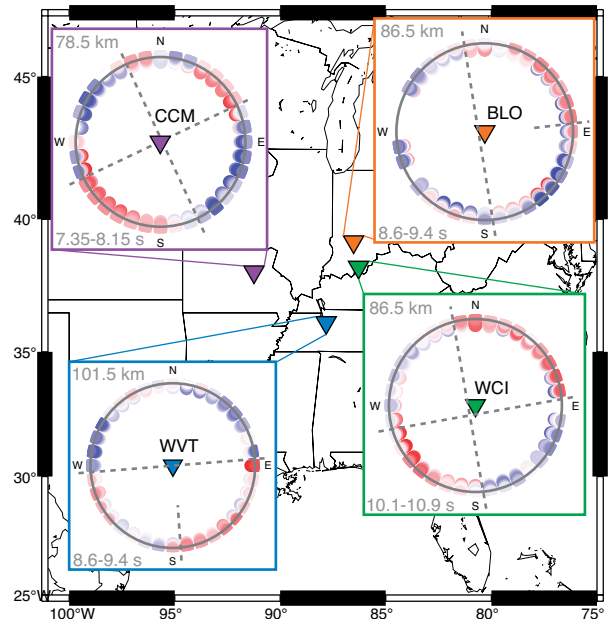 78.5 km
N
CCM
W
E
S
7.35-8.15 s
86.5 km
N
BLO
W
E
S
8.6-9.4 s
101.5 km
N
WVT
W
E
S
8.6-9.4 s
86.5 km
N
WCI
W
E
S
10.1-10.9 s
45°N
40°N
35°N
30°N
25°N
100°W
95°W
90°W
85°W
80°W
75°W